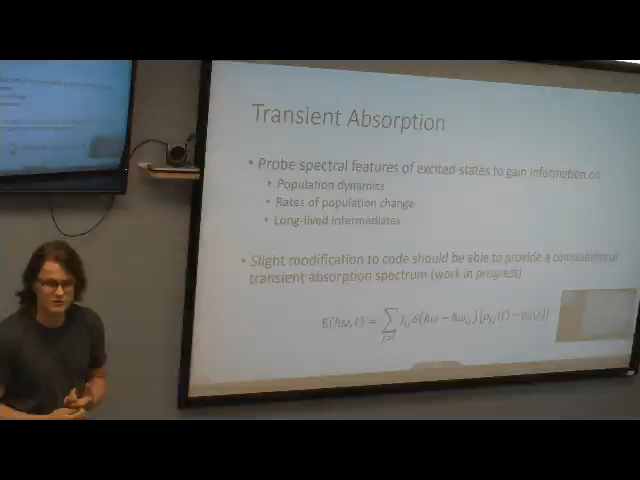 Transient Absorption
• Probe spectral features of excited states to gain information on
• Population dynamics
• Rates of population change
• Long-lived intermediates
• Slight modification to code should be able to provide a computational
transient absorption spectrum (work in progress)